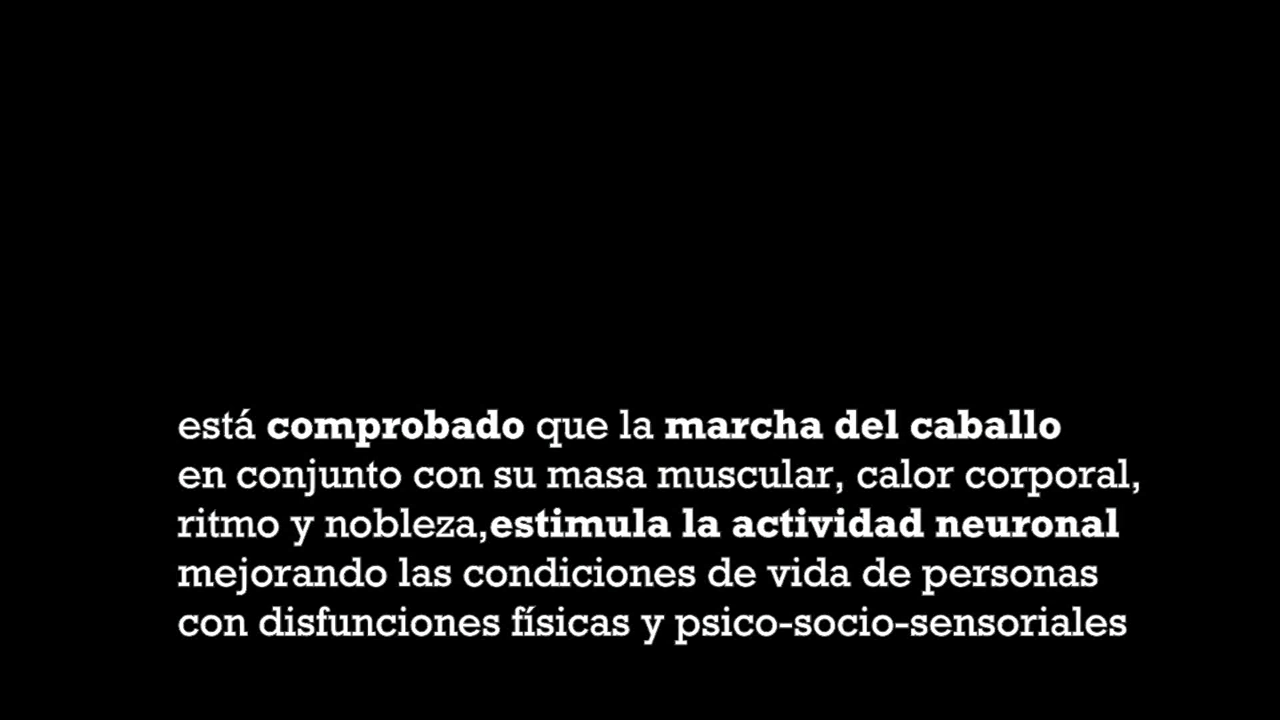 está comprobado que la marcha del caballo
en conjunto con su masa muscular, calor corporal,
ritmo y nobleza,estimula la actividad neuronal
mejorando las condiciones de vida de personas
con disfunciones físicas y psico-socio-sensoriales